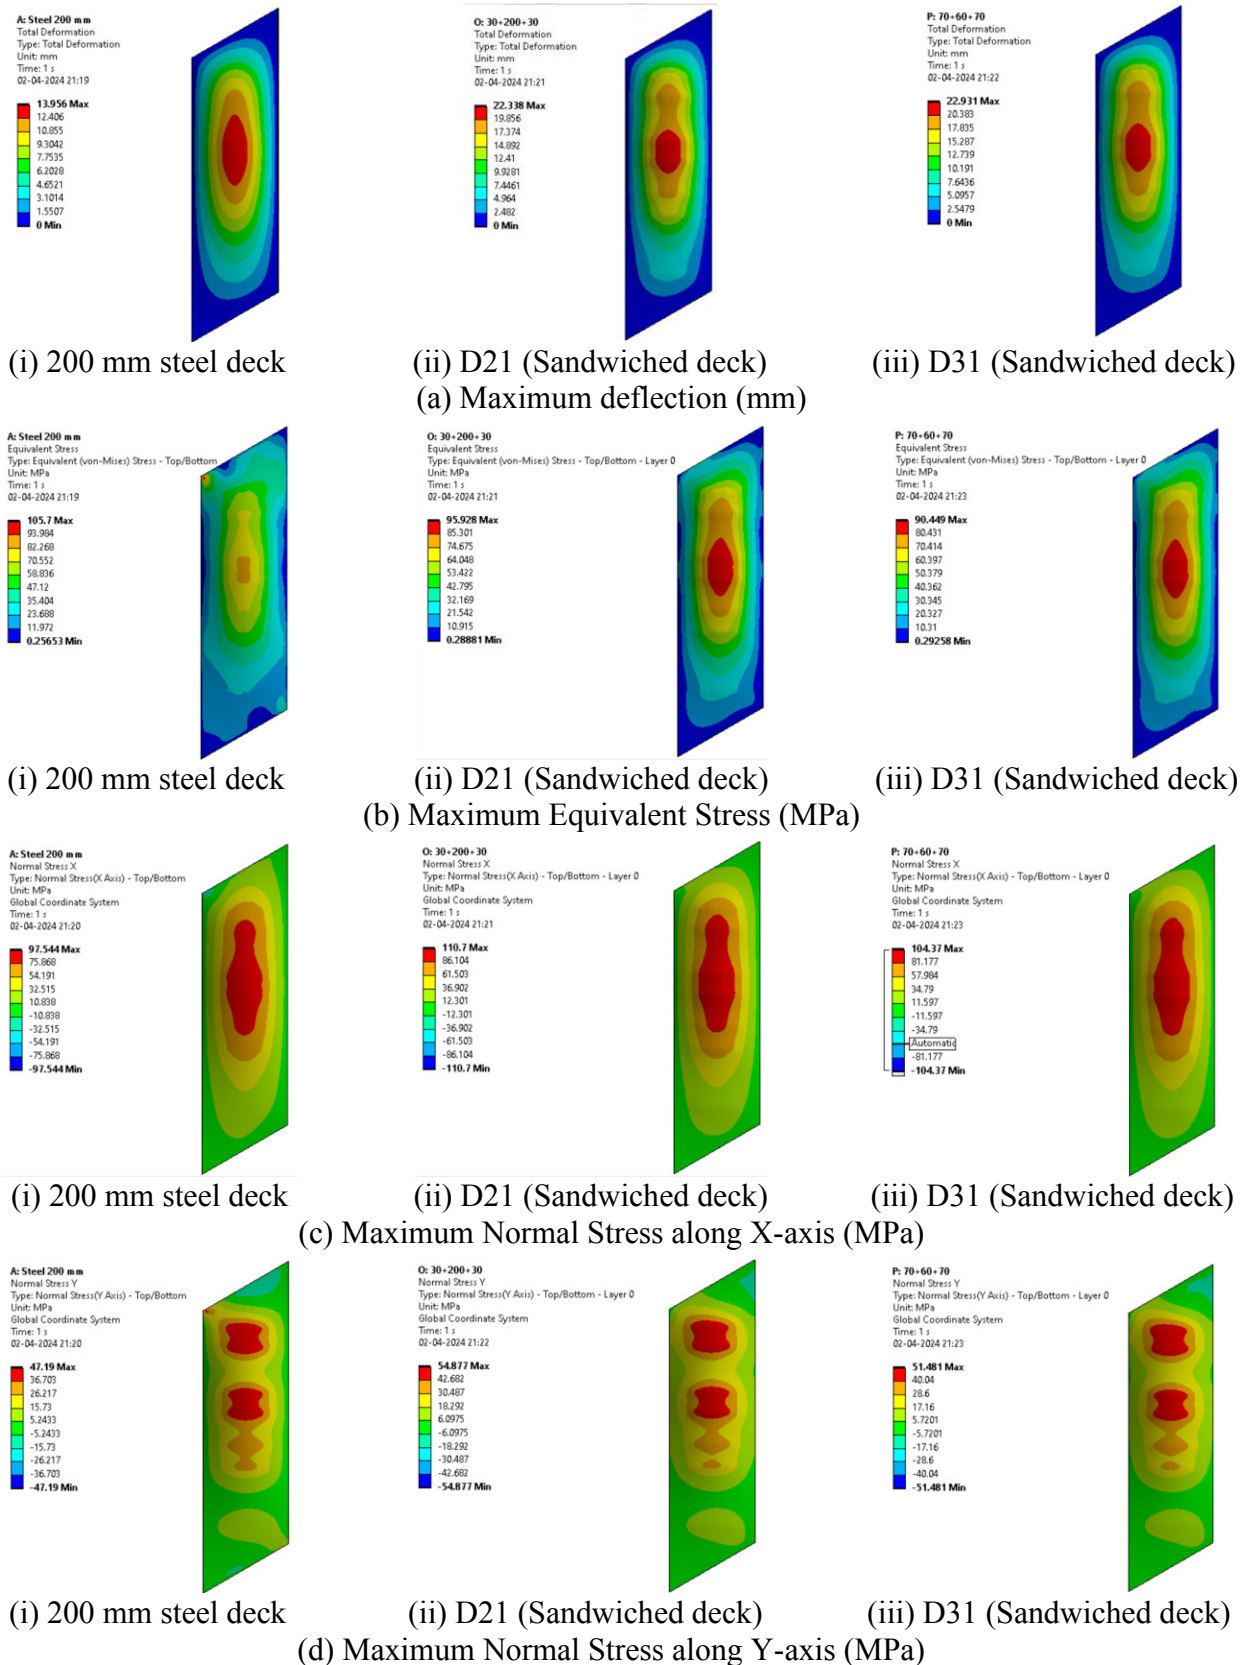 A: Steel 200 mm
Total Deformation
Type: Total Deformation
Unit: mm
Time: 1 s
02-04-2024 21:19
13.956 Max
12.406
10.855
9.3042
7.7535
6.2028
4.6521
3.1014
1.5507
0 Min
O: 30+200+30
Total Deformation
Type: Total Deformation
Unit: mm
Time: 1 s
02-04-2024 21:21
22.338 Max
19.856
17.374
14.892
12.41
9.9281
7.4461
4.964
2.482
0 Min
P: 70+60+70
Total Deformation
Type: Total Deformation
Unit: mm
Time: 1 s
02-04-2024 21:22
22.931 Max
20.383
17.835
15.287
12.739
10.191
7.6436
5.0957
2.5479
0 Min
(i) 200 mm steel deck
(ii) D21 (Sandwiched deck)
(iii) D31 (Sandwiched deck)
(a) Maximum deflection (mm)
A: Steel 200 mm
Equivalent Stress
Type: Equivalent (von-Mises) Stress - Top/Bottom
Unit: MPa
Time: 1 s
02-04-2024 21:19
105.7 Max
93.984
82.268
70.552
58.836
47.12
35.404
23.688
11.972
0.25653 Min
O: 30+200+30
Equivalent Stress
Type: Equivalent (von-Mises) Stress - Top/Bottom - Layer 0
Unit: MPa
Time: 1 s
02-04-2024 21:21
95.928 Max
85.301
74.675
64.048
53.422
42.795
32.169
21.542
10.915
0.28881 Min
P: 70+60+70
Equivalent Stress
Type: Equivalent (von-Mises) Stress - Top/Bottom - Layer 0
Unit: MPa
Time: 1 s
02-04-2024 21:23
90.449 Max
80.431
70.414
60.397
50.379
40.362
30.345
20.327
10.31
0.29258 Min
(i) 200 mm steel deck
(ii) D21 (Sandwiched deck)
(iii) D31 (Sandwiched deck)
(b) Maximum Equivalent Stress (MPa)
A: Steel 200 mm
Normal Stress X
Type: Normal Stress(X Axis) - Top/Bottom
Unit: MPa
Global Coordinate System
Time: 1 s
02-04-2024 21:20
97.544 Max
75.868
54.191
32.515
10.838
-10.838
-32.515
-54.191
-75.868
-97.544 Min
O: 30+200+30
Normal Stress X
Type: Normal Stress(X Axis) - Top/Bottom - Layer 0
Unit: MPa
Global Coordinate System
Time: 1 s
02-04-2024 21:21
110.7 Max
86.104
61.503
36.902
12.301
-12.301
-36.902
-61.503
-86.104
-110.7 Min
P: 70+60+70
Normal Stress X
Type: Normal Stress(X Axis) - Top/Bottom - Layer 0
Unit: MPa
Global Coordinate System
Time: 1 s
02-04-2024 21:23
104.37 Max
81.177
57.984
34.79
11.597
-11.597
-34.79
Automatic
-81.177
-104.37 Min
(i) 200 mm steel deck
(ii) D21 (Sandwiched deck)
(iii) D31 (Sandwiched deck)
(c) Maximum Normal Stress along X-axis (MPa)
A: Steel 200 mm
Normal Stress Y
Type: Normal Stress(Y Axis) - Top/Bottom
Unit: MPa
Global Coordinate System
Time: 1 s
02-04-2024 21:20
47.19 Max
36.703
26.217
15.73
5.2433
-5.2433
-15.73
-26.217
-36.703
-47.19 Min
O: 30+200+30
Normal Stress Y
Type: Normal Stress(Y Axis) - Top/Bottom - Layer 0
Unit: MPa
Global Coordinate System
Time: 1 s
02-04-2024 21:22
54.877 Max
42.682
30.487
18.292
6.0975
-6.0975
-18.292
-30.487
-42.682
-54.877 Min
P: 70+60+70
Normal Stress Y
Type: Normal Stress(Y Axis) - Top/Bottom - Layer 0
Unit: MPa
Global Coordinate System
Time: 1 s
02-04-2024 21:23
51.481 Max
40.04
28.6
17.16
5.7201
-5.7201
-17.16
-28.6
-40.04
-51.481 Min
(i) 200 mm steel deck
(ii) D21 (Sandwiched deck)
(iii) D31 (Sandwiched deck)
(d) Maximum Normal Stress along Y-axis (MPa)